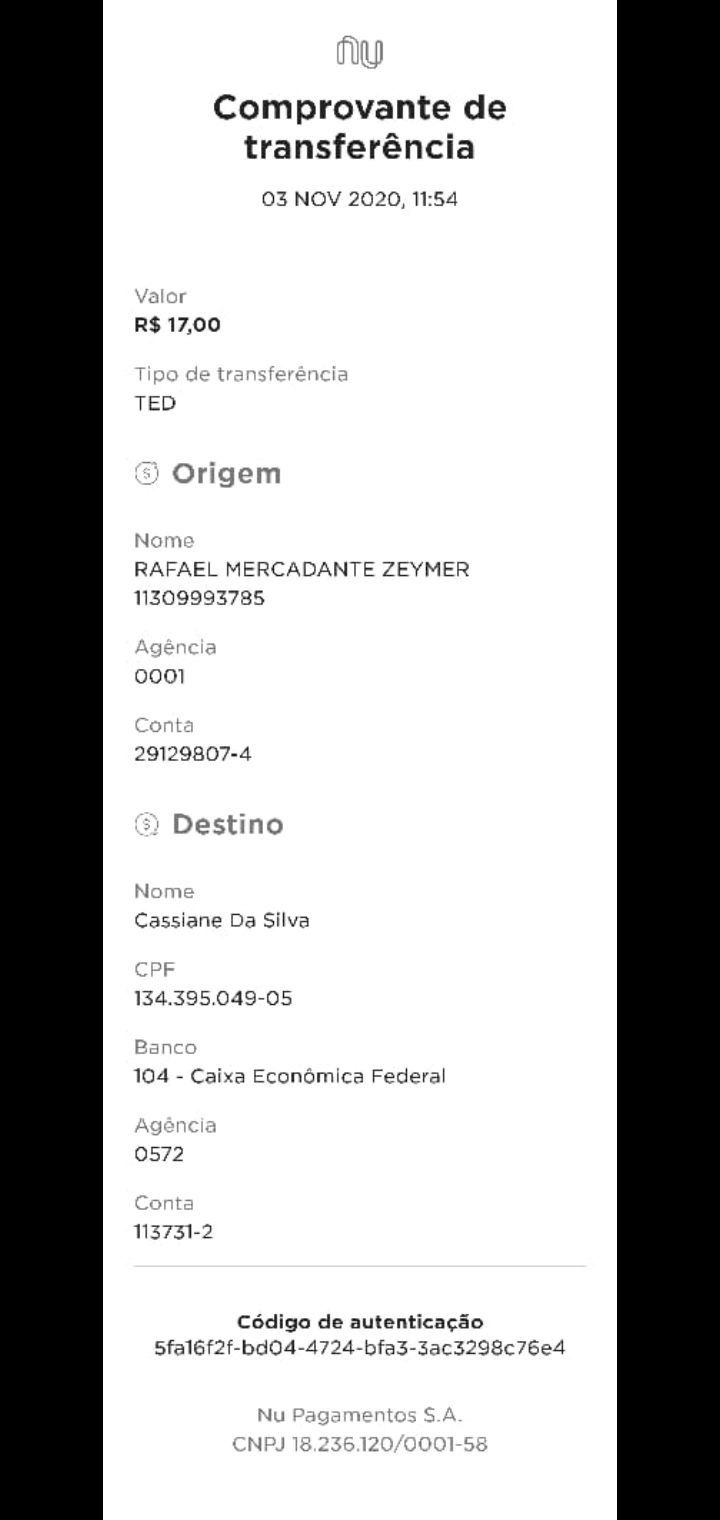 nu
Comprovante de
transferência
03 NOV 2020, 11:54
Valor
R$ 17,00
Tipo de transferência
TED
Origem
Nome
RAFAEL MERCADANTE ZEYMER
11309993785
Agência
0001
Conta
29129807-4
Destino
Nome
Cassiane Da Silva
CPF
134.395.049-05
Banco
104 - Caixa Econômica Federal
Agência
0572
Conta
113731-2
Código de autenticação
5fa16f2f-bd04-4724-bfa3-3ac3298c76e4
Nu Pagamentos S.A.
CNPJ 18.236.120/0001-58